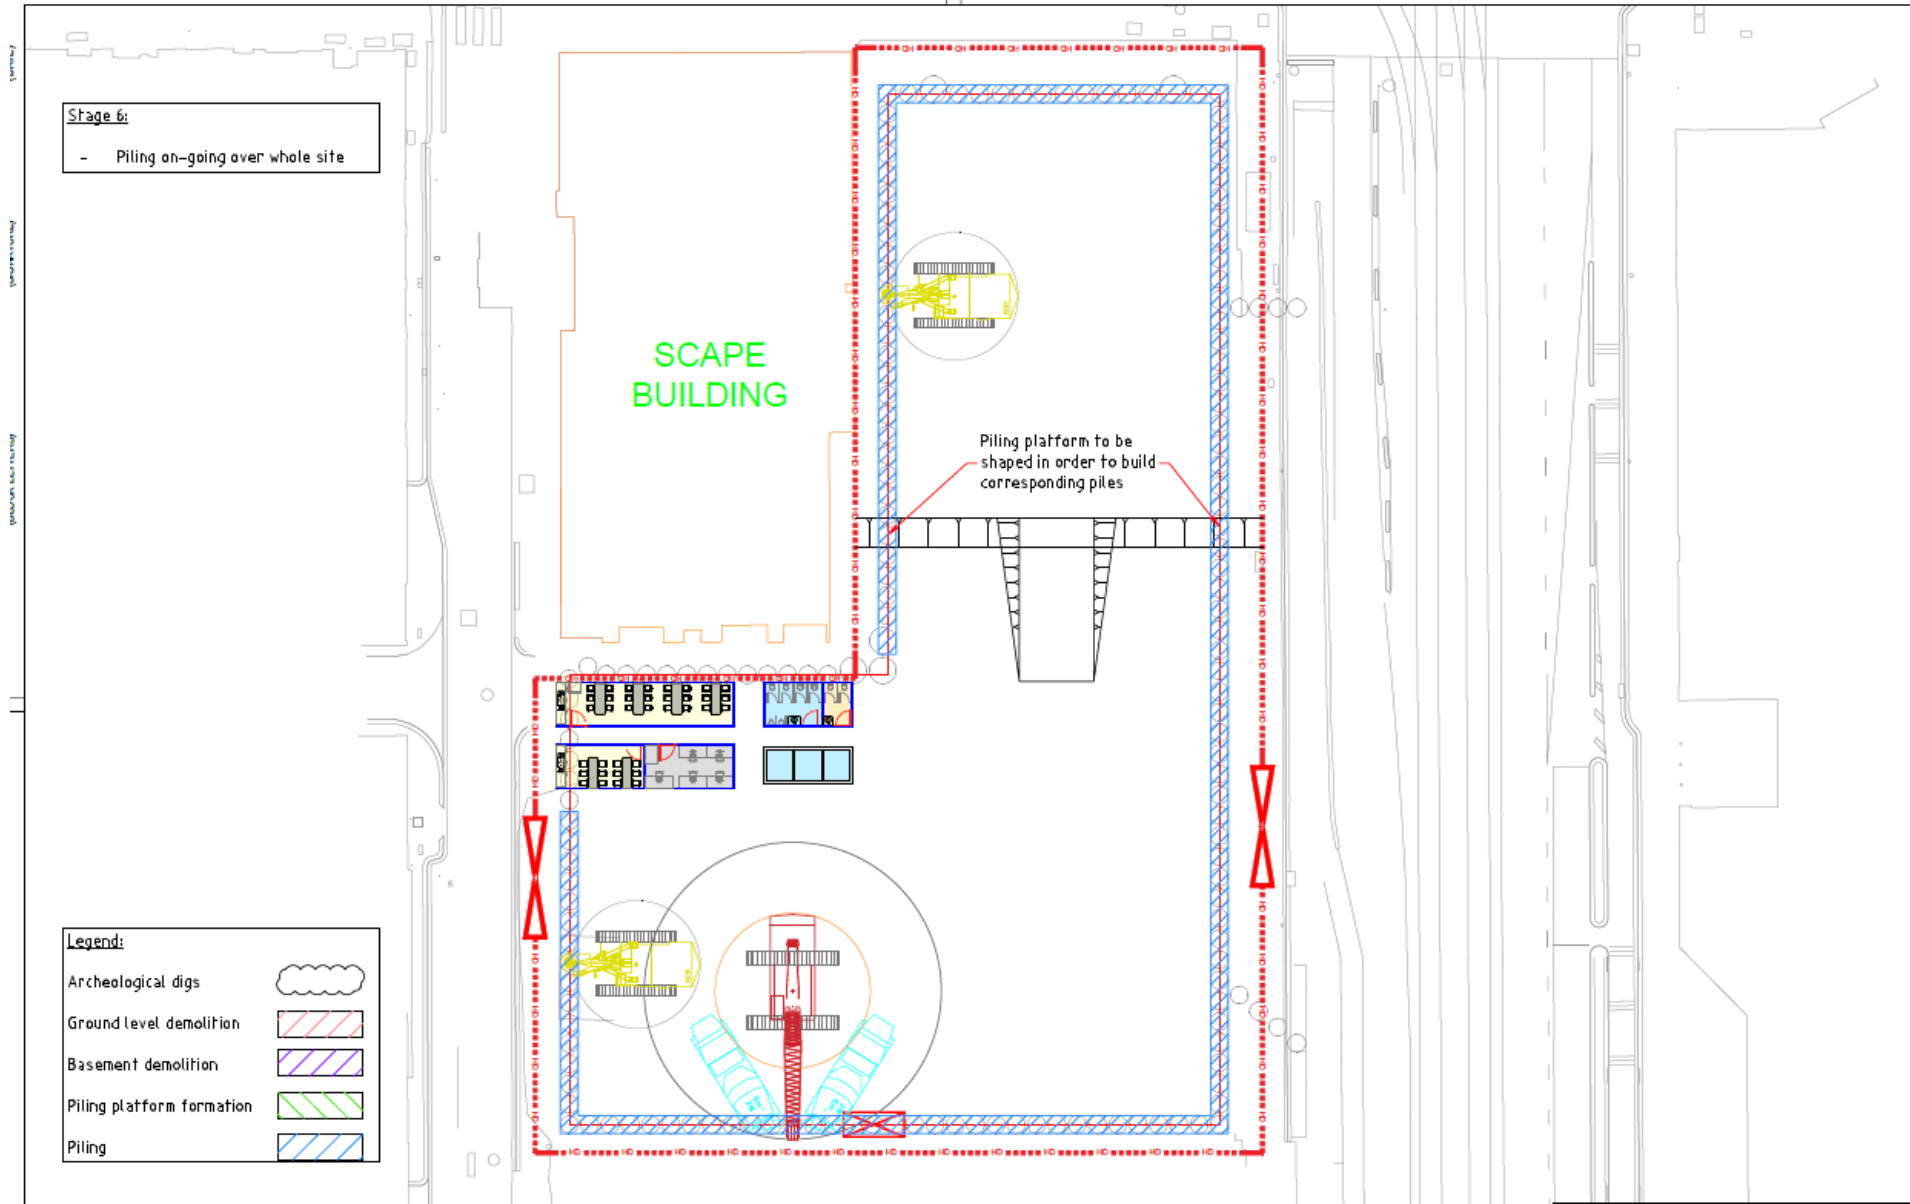 Stage 6:
- Piling on-going over whole site
SCAPE
BUILDING
Piling platform to be
shaped in order to build
corresponding piles
Legend:
Archeological digs
Ground level demolition
Basement demolition
Piling platform formation
Piling